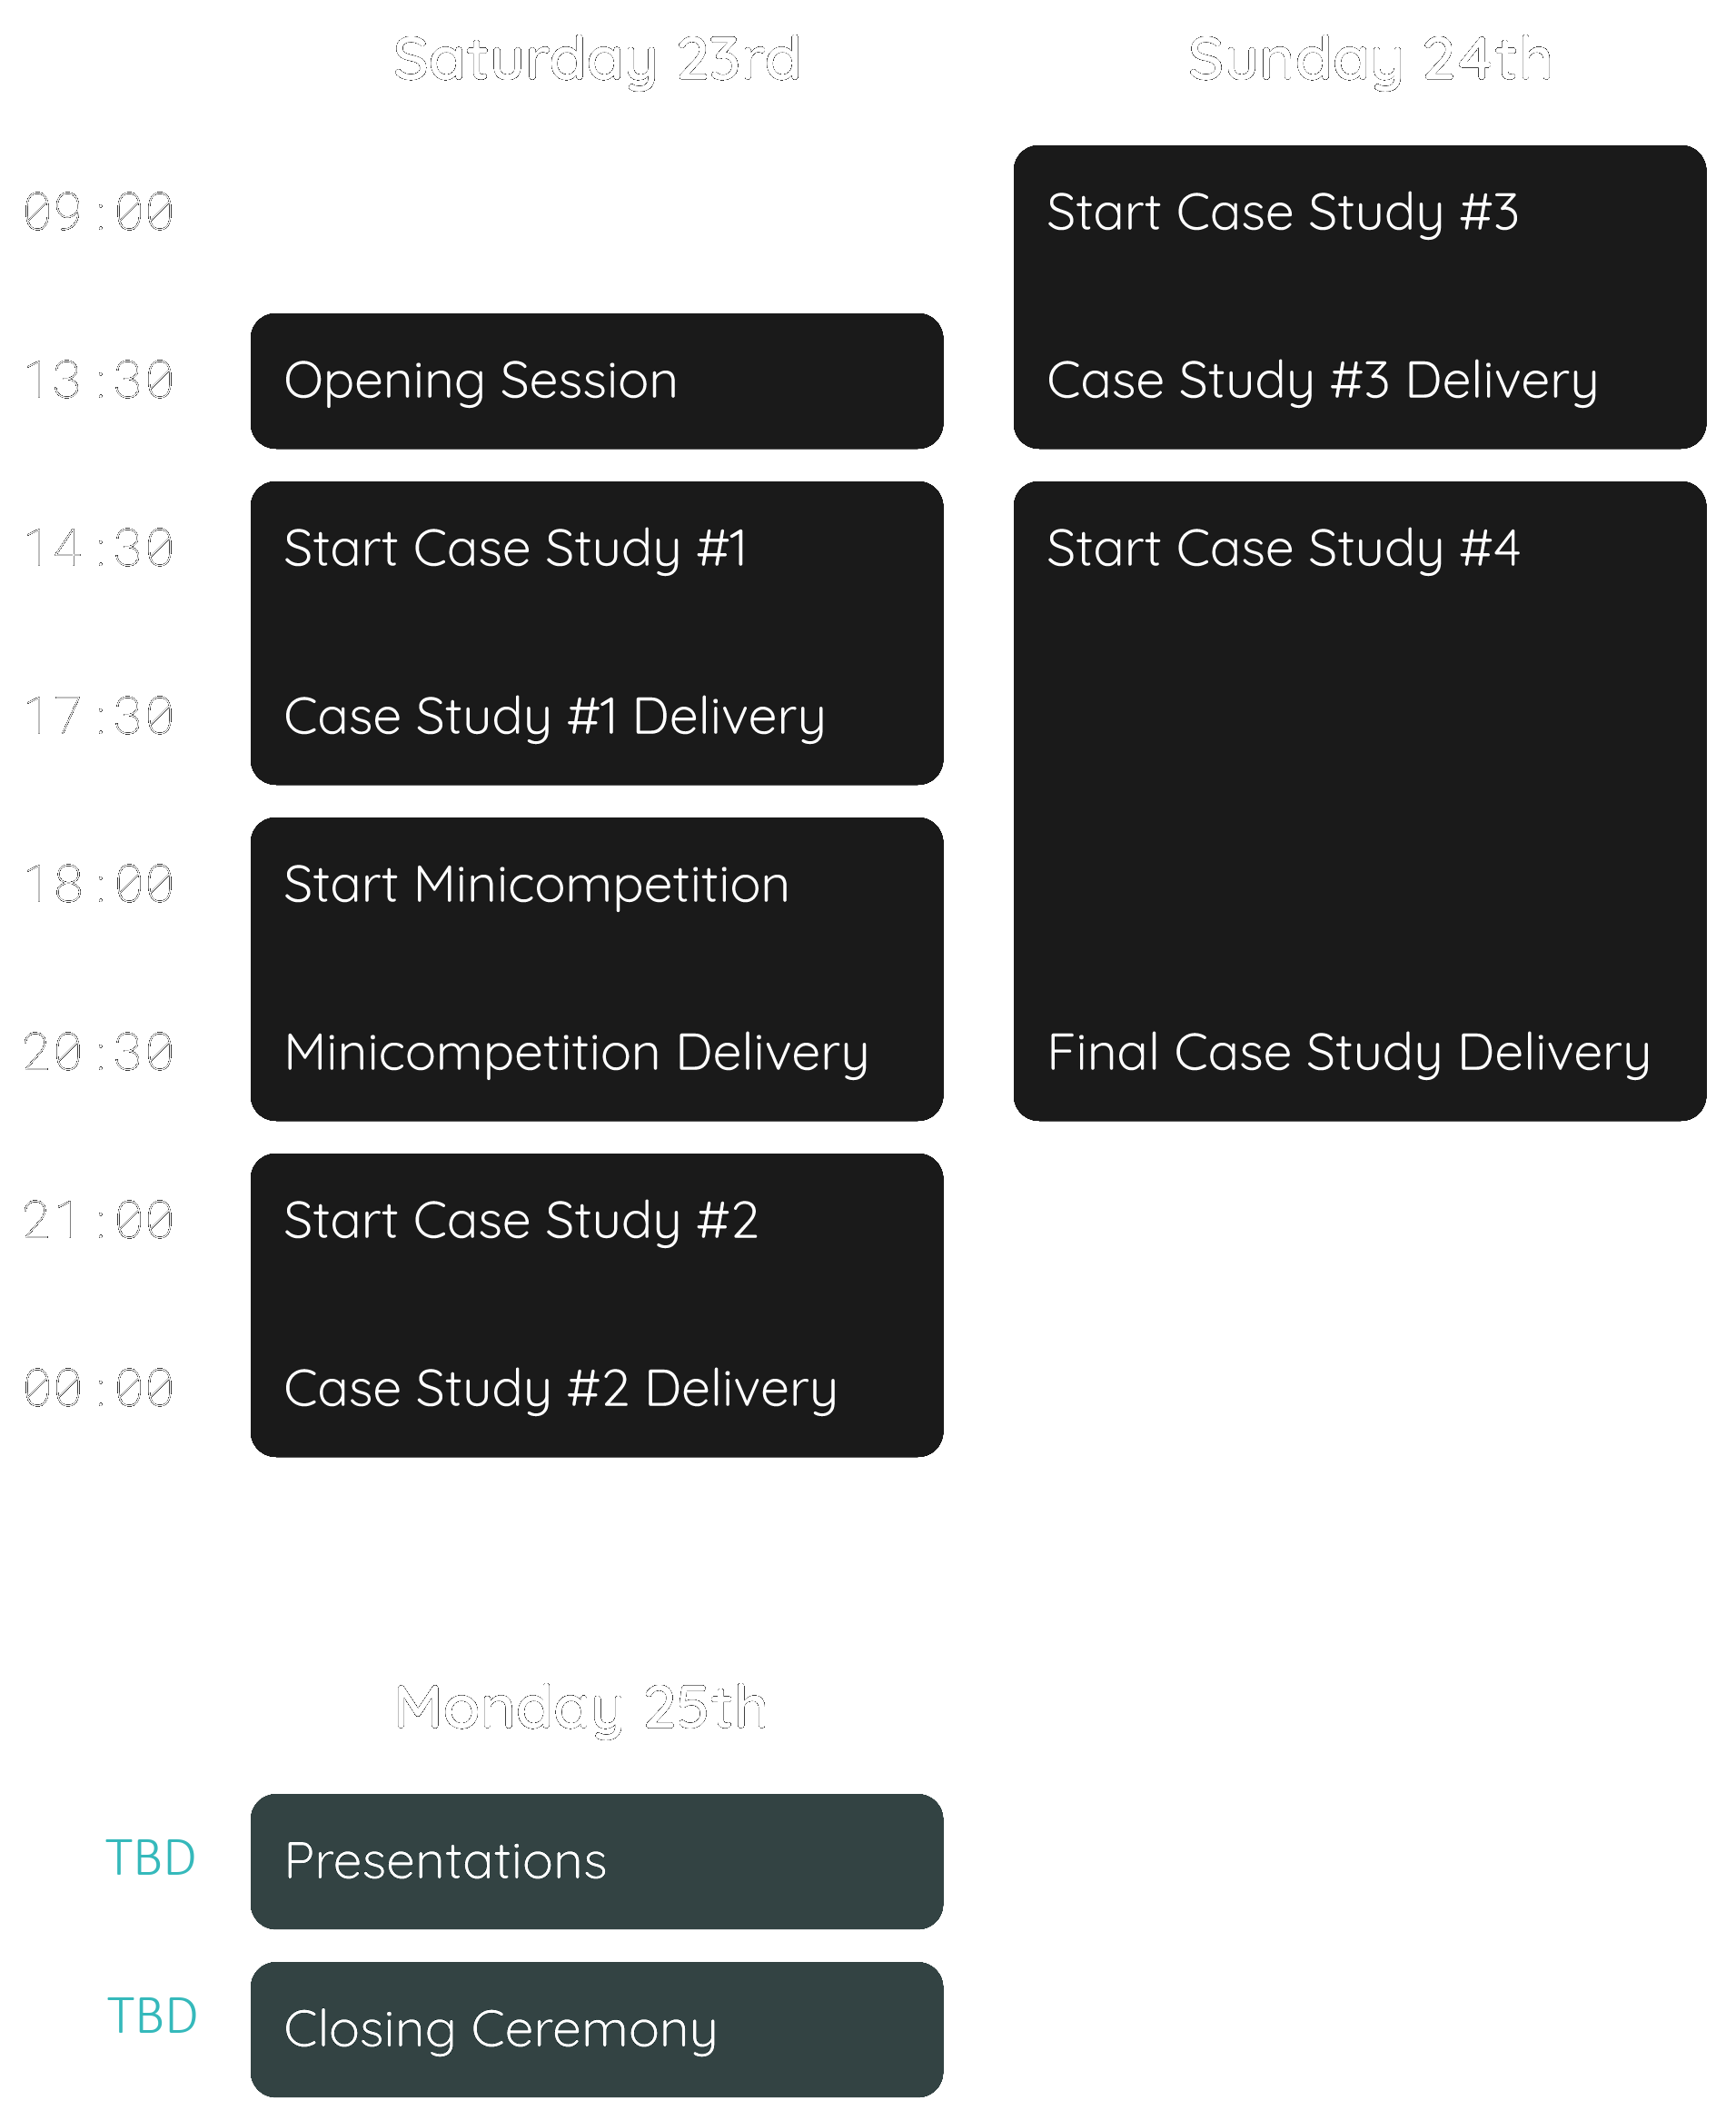 Saturday 23rd Sunday 24th
09:00 Start Case Study #3
13:30 Opening Session Case Study #3 Delivery
14:30 Start Case Study #1 Start Case Study #4
17:30 Case Study #1 Delivery
18:00 Start Minicompetition
20:30 Minicompetition Delivery Final Case Study Delivery
21:00 Start Case Study #2
00:00 Case Study #2 Delivery
Monday 25th
TBD Presentations
TBD Closing Ceremony